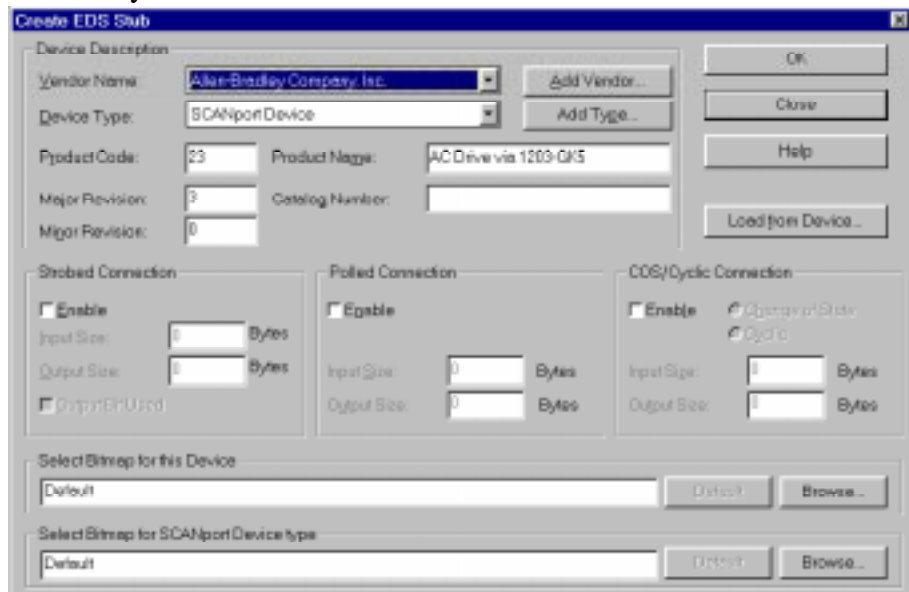 Create EDS Stub
Device Description
Vendor Name: Allen-Bradley Company, Inc. Add Vendor...
Device Type: SCANport Device Add Type...
Product Code: 23 Product Name: AC Drive via 1203-GK5
Major Revision: 3 Catalog Number:
Minor Revision: 0
OK
Close
Help
Load from Device...
Strobed Connection
Enable
Input Size: 0 Bytes
Output Size: 0 Bytes
Output Bit Used
Polled Connection
Enable
Input Size: 0 Bytes
Output Size: 0 Bytes
COS/Cyclic Connection
Enable Change of State
Cyclic
Input Size: 0 Bytes
Output Size: 0 Bytes
Select Bitmap for this Device
Default Default Browse...
Select Bitmap for SCANport Device type
Default Default Browse...